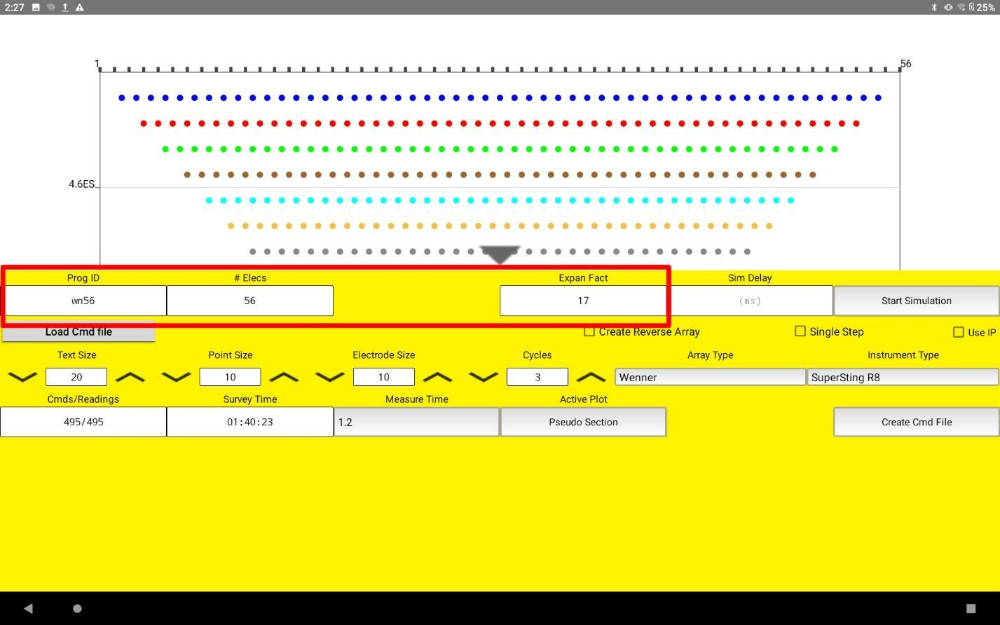 2:27
25%
1
56
4.6ES
Prog ID
# Elecs
Expan Fact
Sim Delay
wn56
56
17
(ms)
Start Simulation
Load Cmd file
Create Reverse Array
Single Step
Use IP
Text Size
Point Size
Electrode Size
Cycles
Array Type
Instrument Type
20
10
10
3
Wenner
SuperSting R8
Cmds/Readings
Survey Time
Measure Time
Active Plot
495/495
01:40:23
1.2
Pseudo Section
Create Cmd File